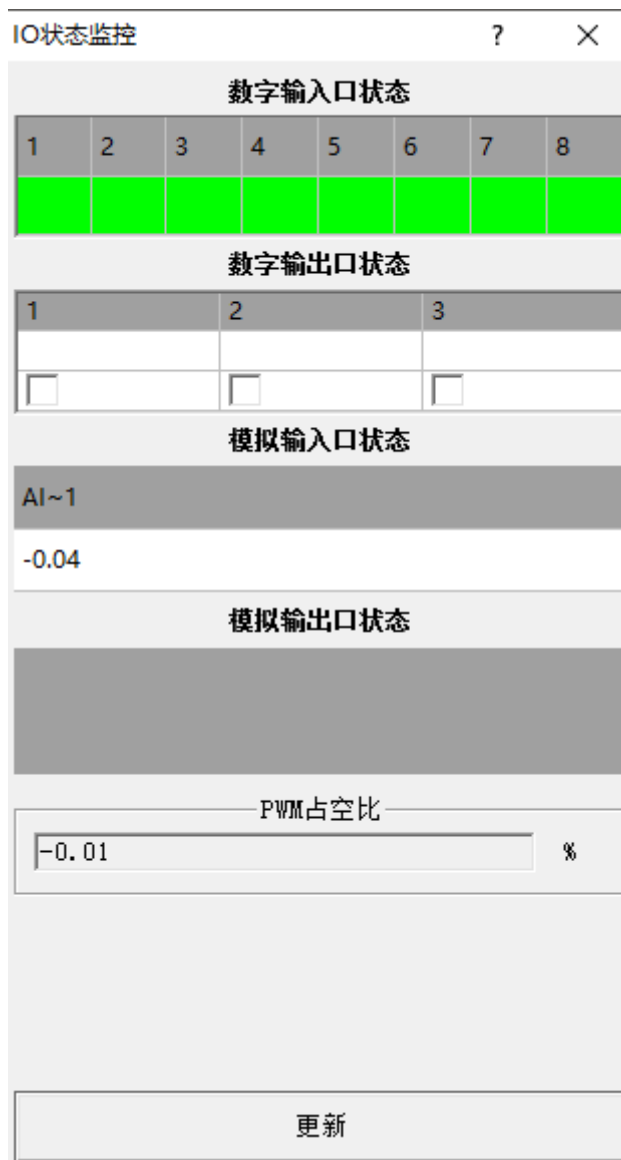 IO状态监控 ?
数字输入口状态
1 2 3 4 5 6 7 8
数字输出口状态
1 2 3
模拟输入口状态
AI~1
-0.04
模拟输出口状态
PWM占空比
-0.01 %
更新